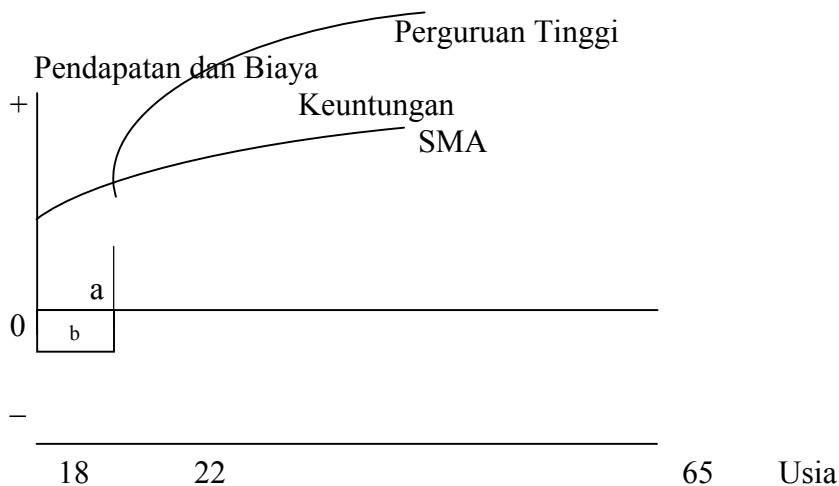 Perguruan Tinggi
Pendapatan dan Biaya
+
Keuntungan
SMA
a
0
b
–
18 22 65 Usia